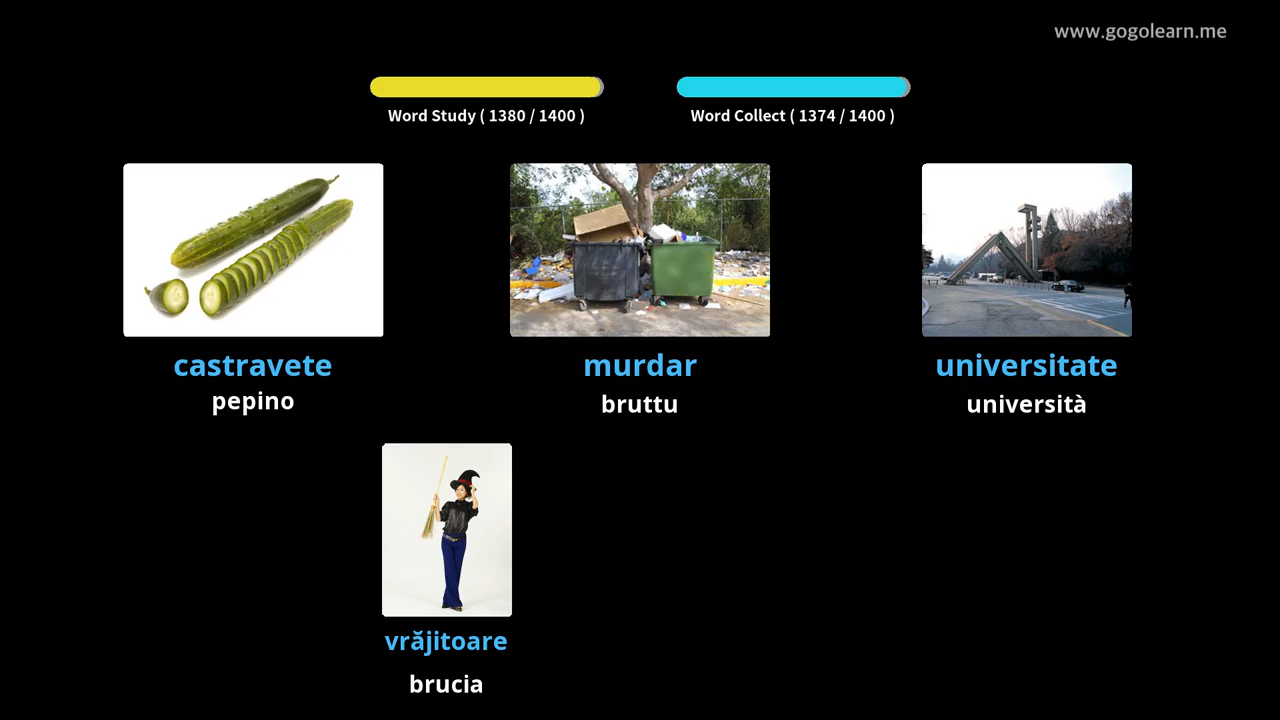 www.gogolearn.me
Word Study ( 1380 / 1400 )
Word Collect ( 1374 / 1400 )
castravete
pepino
murdar
bruttu
universitate
università
vrăjitoare
brucia